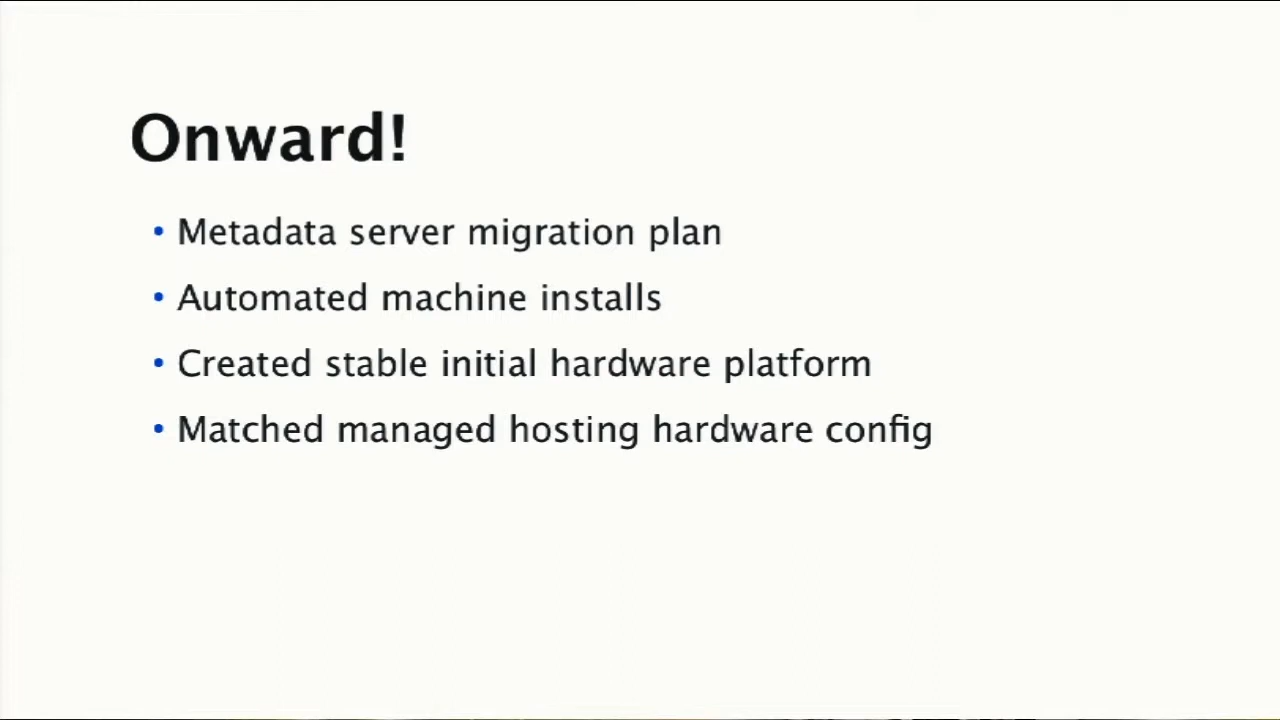 Onward!
• Metadata server migration plan
• Automated machine installs
• Created stable initial hardware platform
• Matched managed hosting hardware config